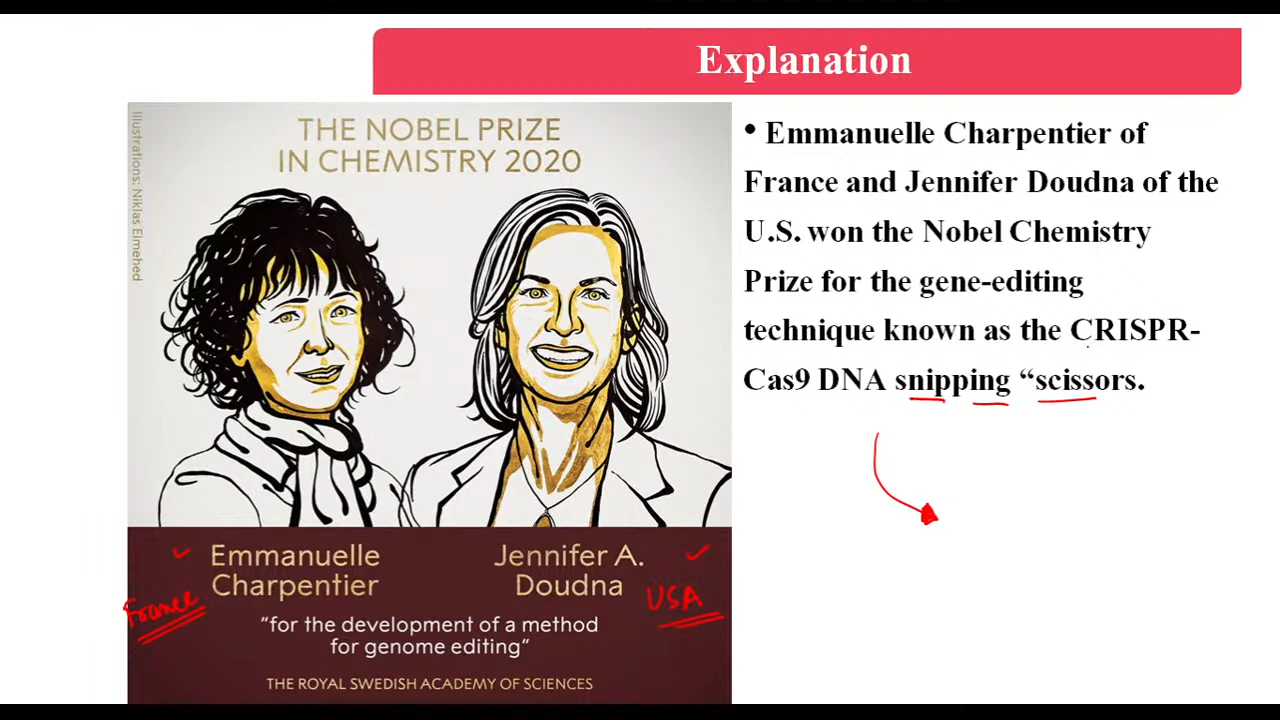 Explanation
Illustrations: Niklas Elmehed
THE NOBEL PRIZE
IN CHEMISTRY 2020
Emmanuelle
Charpentier
Jennifer A.
Doudna
France
USA
"for the development of a method
for genome editing"
THE ROYAL SWEDISH ACADEMY OF SCIENCES
• Emmanuelle Charpentier of
France and Jennifer Doudna of the
U.S. won the Nobel Chemistry
Prize for the gene-editing
technique known as the CRISPR-
Cas9 DNA snipping “scissors.